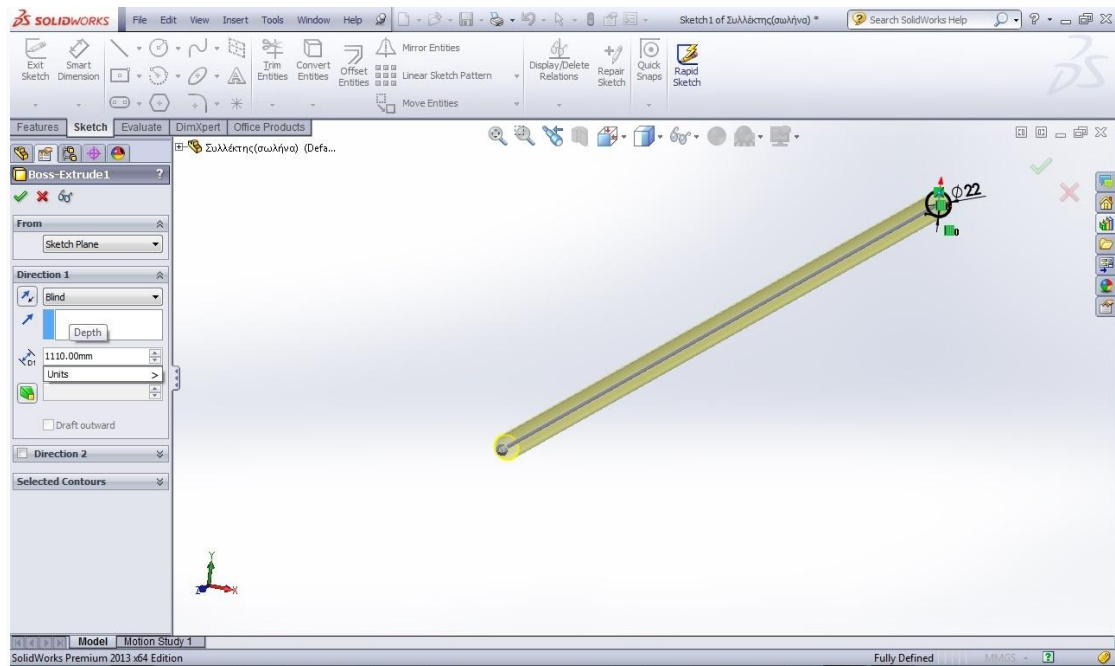 SOLIDWORKS File Edit View Insert Tools Window Help Sketch1 of Συλλέκτης(σωλήνα) * Search SolidWorks Help
Exit Sketch
Smart Dimension
Trim Entities
Convert Entities
Offset Entities
Mirror Entities
Linear Sketch Pattern
Move Entities
Display/Delete Relations
Repair Sketch
Quick Snaps
Rapid Sketch
Features Sketch Evaluate DimXpert Office Products
Συλλέκτης(σωλήνα) (Defa...
Boss-Extrude1 ?
From
Sketch Plane
Direction 1
Blind
Depth
D1 1110.00mm
Units >
Draft outward
Direction 2
Selected Contours
Ø22
0
Y
Z X
Model Motion Study 1
SolidWorks Premium 2013 x64 Edition Fully Defined MMGS